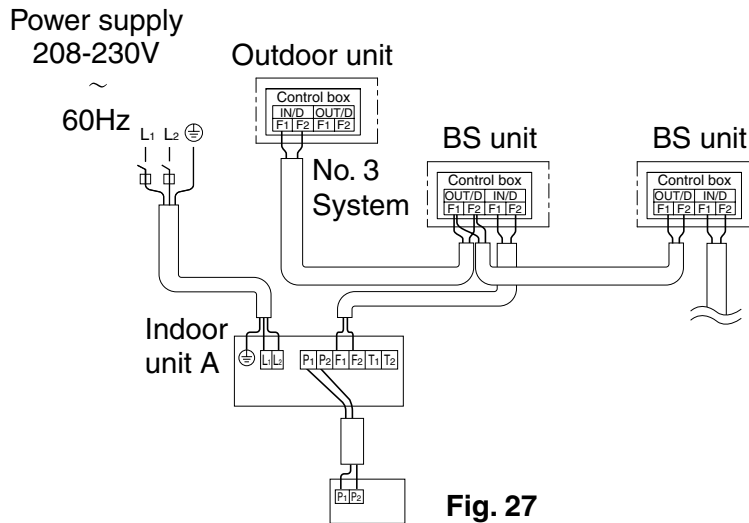 Power supply
208-230V
~
60Hz
L1 L2
Outdoor unit
Control box
IN/D OUT/D
F1 F2 F1 F2
No. 3
System
BS unit
Control box
OUT/D IN/D
F1 F2 F1 F2
BS unit
Control box
OUT/D IN/D
F1 F2 F1 F2
Indoor
unit A
L1 L2
P1 P2 F1 F2 T1 T2
P1 P2
Fig. 27